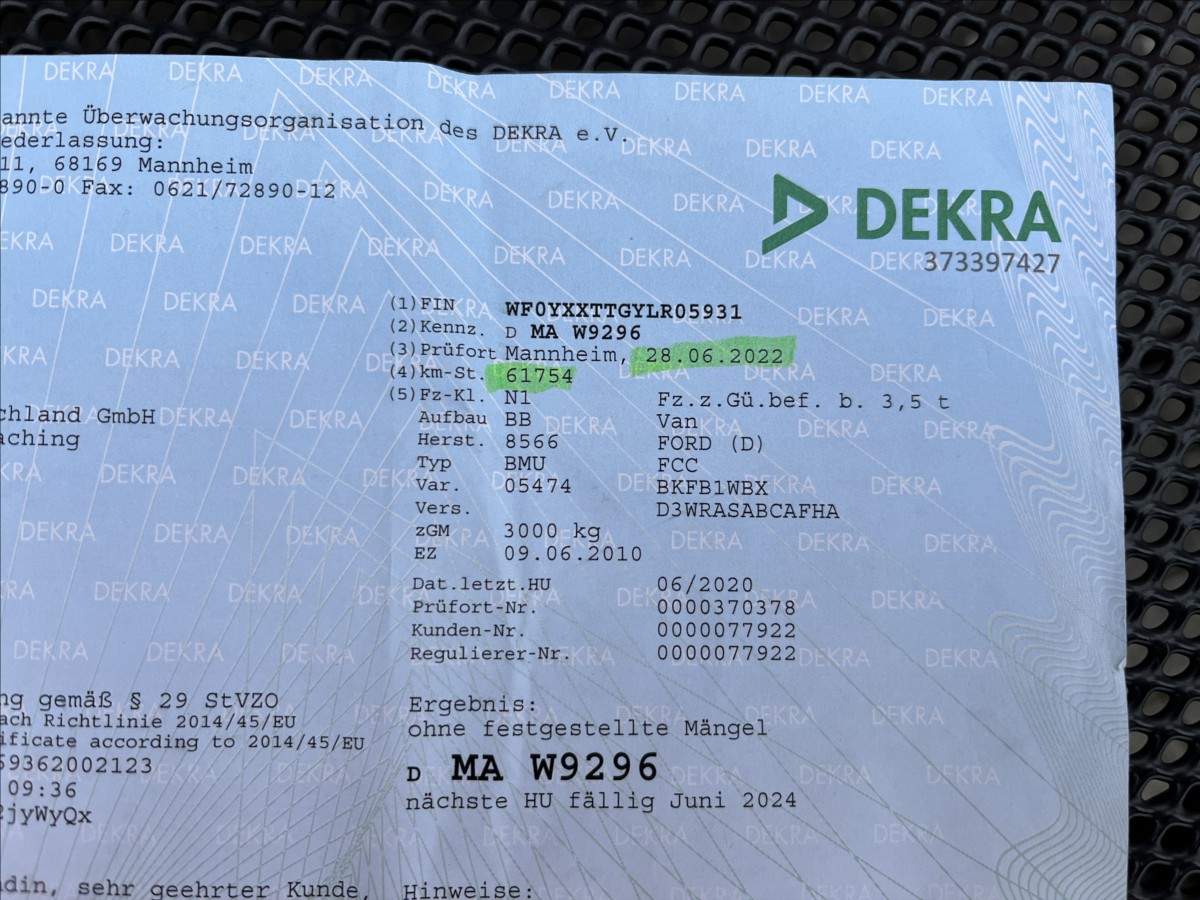 annte Überwachungsorganisation des DEKRA e.V.
ederlassung:
11, 68169 Mannheim
890-0 Fax: 0621/72890-12
DEKRA
373397427
(1) FIN WF0YXXTTGYLR05931
(2) Kennz. D MA W9296
(3) Prüfort Mannheim, 28.06.2022
(4) km-St. 61754
(5) Fz-Kl. N1 Fz.z.Gü.bef. b. 3,5 t
Aufbau BB Van
Herst. 8566 FORD (D)
Typ BMU FCC
Var. 05474 BKFB1WBX
Vers. D3WRASABCAFHA
zGM 3000 kg
EZ 09.06.2010
Dat.letzt.HU 06/2020
Prüfort-Nr. 0000370378
Kunden-Nr. 0000077922
Regulierer-Nr. 0000077922
chland GmbH
aching
ng gemäß § 29 StVZO
ach Richtlinie 2014/45/EU
ificate according to 2014/45/EU
69362002123
09:36
2jyWyQx
Ergebnis:
ohne festgestellte Mängel
D MA W9296
nächste HU fällig Juni 2024
ndin, sehr geehrter Kunde,
Hinweise: